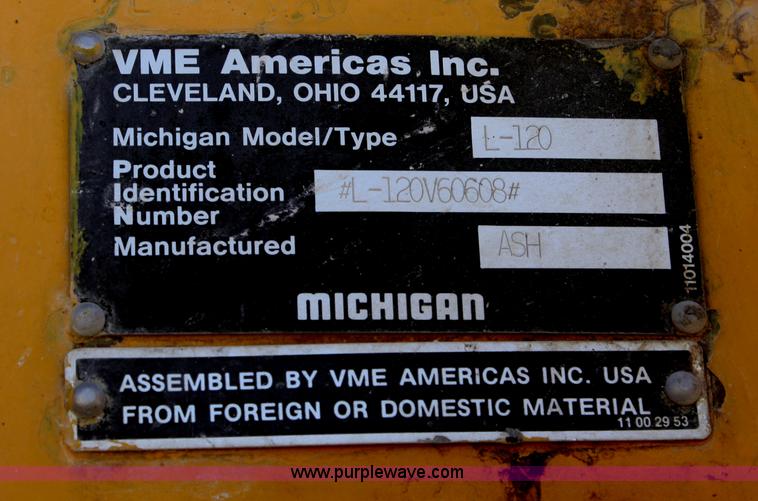 VME Americas Inc.
CLEVELAND, OHIO 44117, USA
Michigan Model/Type L-120
Product
Identification #L-120V60608#
Number
Manufactured ASH
11014004
MICHIGAN
ASSEMBLED BY VME AMERICAS INC. USA
FROM FOREIGN OR DOMESTIC MATERIAL
11 00 29 53
www.purplewave.com